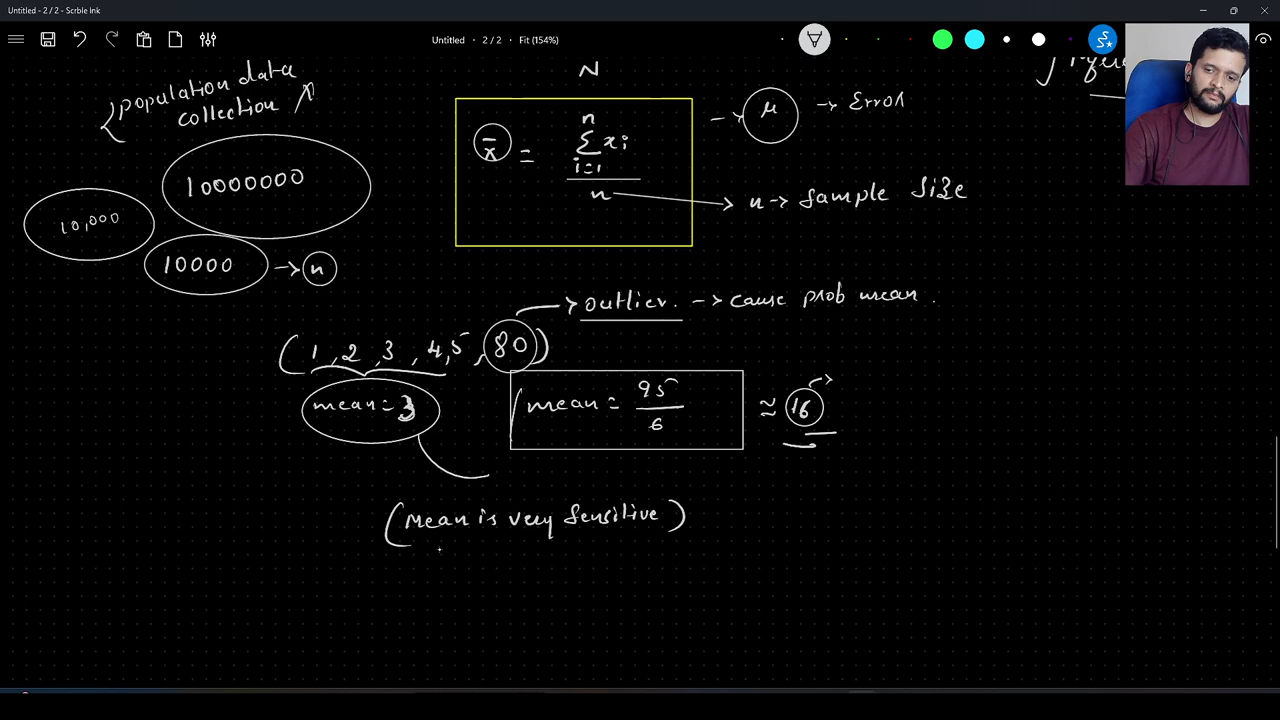 Untitled - 2 / 2 - Scrble Ink
Untitled • 2 / 2 • Fit (154%)
population data
collection
10000000
10,000
10000 → n
N
x̄ = n ∑ i=1 xi / n
→ μ → Error
n → Sample Size
outlier. → cause prob mean.
(1, 2, 3, 4, 5, 80)
mean = 3
mean = 95 / 6 ≈ 16
(Mean is very Sensitive)